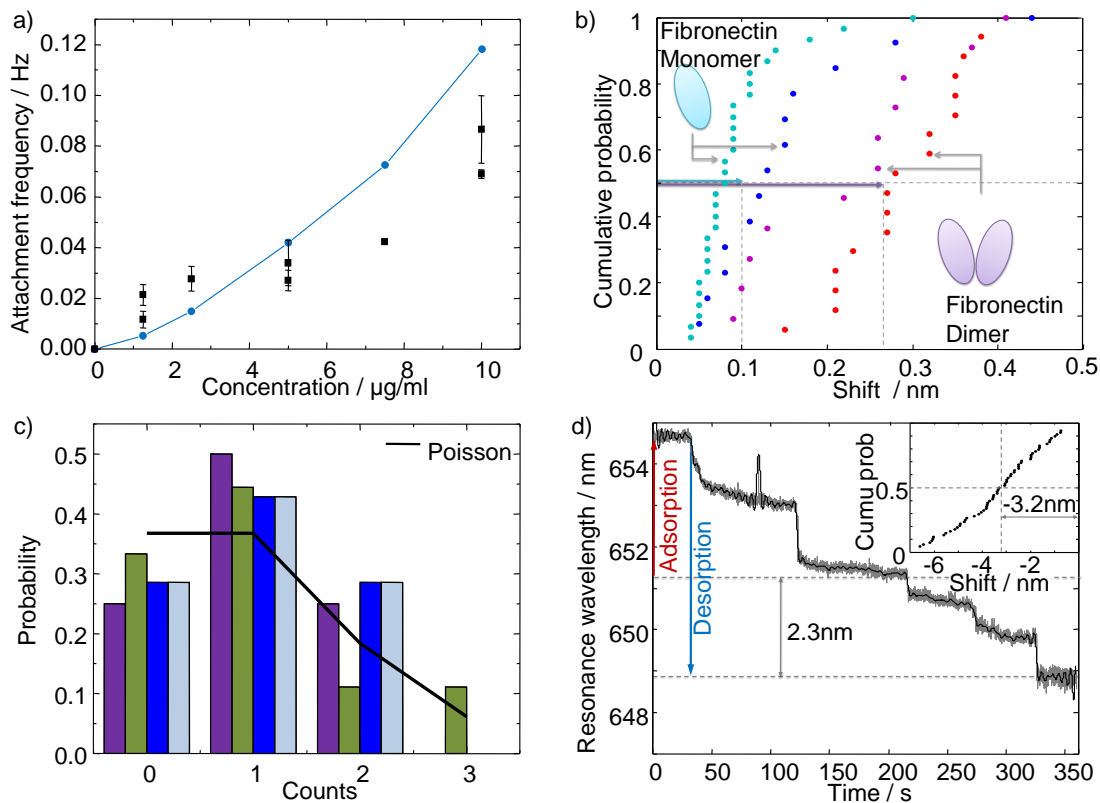 a)
Attachment frequency / Hz
0.12
0.10
0.08
0.06
0.04
0.02
0.00
0 2 4 6 8 10
Concentration / µg/ml
b)
Cumulative probability
1
0.8
0.6
0.4
0.2
0
0 0.1 0.2 0.3 0.4 0.5
Shift / nm
Fibronectin
Monomer
Fibronectin
Dimer
c)
Probability
0.5
0.4
0.3
0.2
0.1
0.0
0 1 2 3
Counts
Poisson
d)
Resonance wavelength / nm
654
652
650
648
0 50 100 150 200 250 300 350
Time / s
Adsorption
Desorption
2.3nm
Cumu prob
1
0.5
0
-6 -4 -2
Shift / nm
-3.2nm